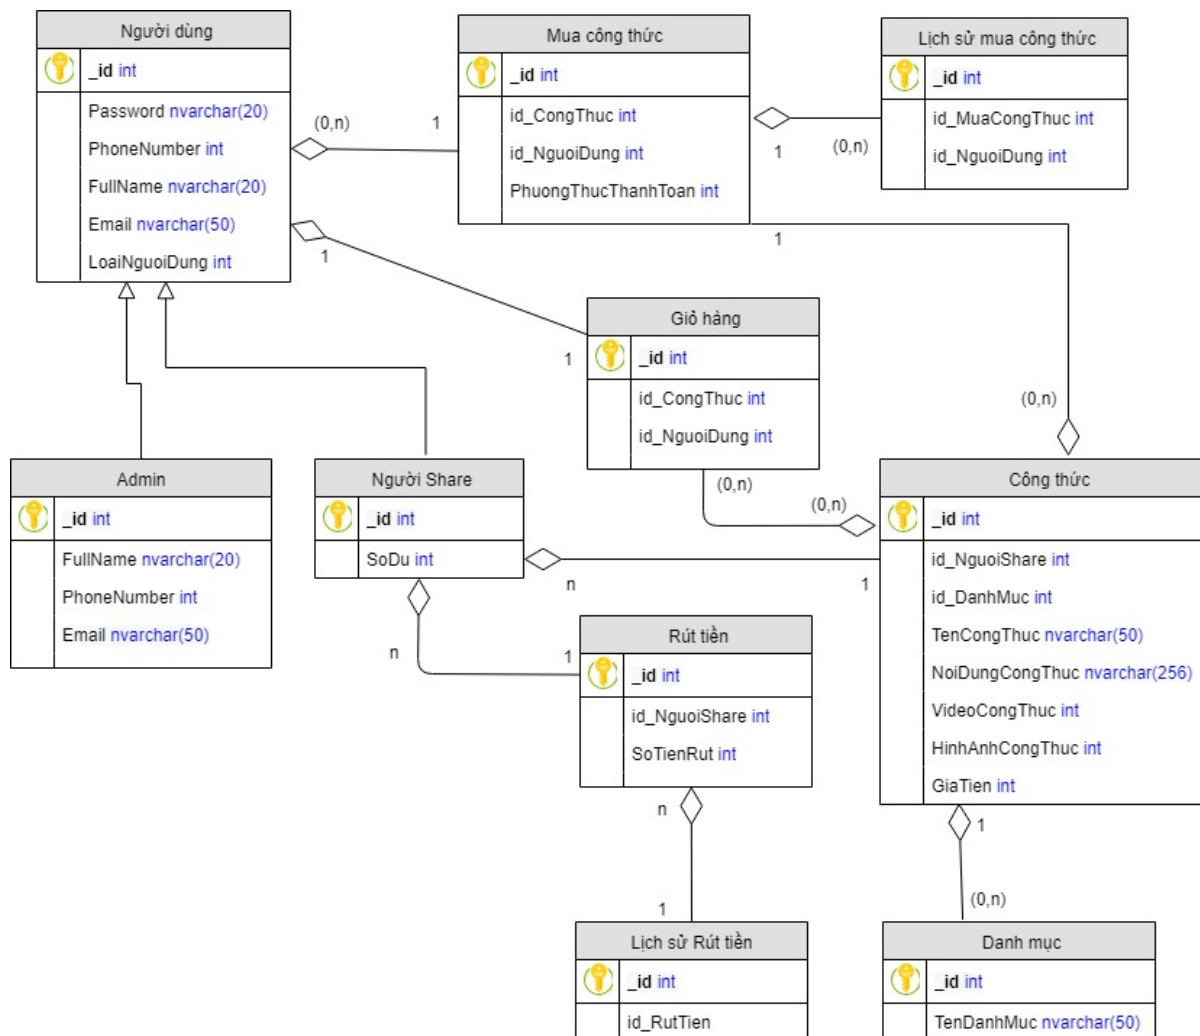 Người dùng
_id int
Password nvarchar(20)
PhoneNumber int
FullName nvarchar(20)
Email nvarchar(50)
LoaiNguoiDung int
(0,n)
1
Mua công thức
_id int
id_CongThuc int
id_NguoiDung int
PhuongThucThanhToan int
1
(0,n)
Lịch sử mua công thức
_id int
id_MuaCongThuc int
id_NguoiDung int
1
1
1
(0,n)
Giỏ hàng
_id int
id_CongThuc int
id_NguoiDung int
(0,n)
(0,n)
Admin
_id int
FullName nvarchar(20)
PhoneNumber int
Email nvarchar(50)
Người Share
_id int
SoDu int
n
1
n
1
Công thức
_id int
id_NguoiShare int
id_DanhMuc int
TenCongThuc nvarchar(50)
NoiDungCongThuc nvarchar(256)
VideoCongThuc int
HinhAnhCongThuc int
GiaTien int
Rút tiền
_id int
id_NguoiShare int
SoTienRut int
n
1
1
(0,n)
Lịch sử Rút tiền
_id int
id_RutTien
Danh mục
_id int
TenDanhMuc nvarchar(50)